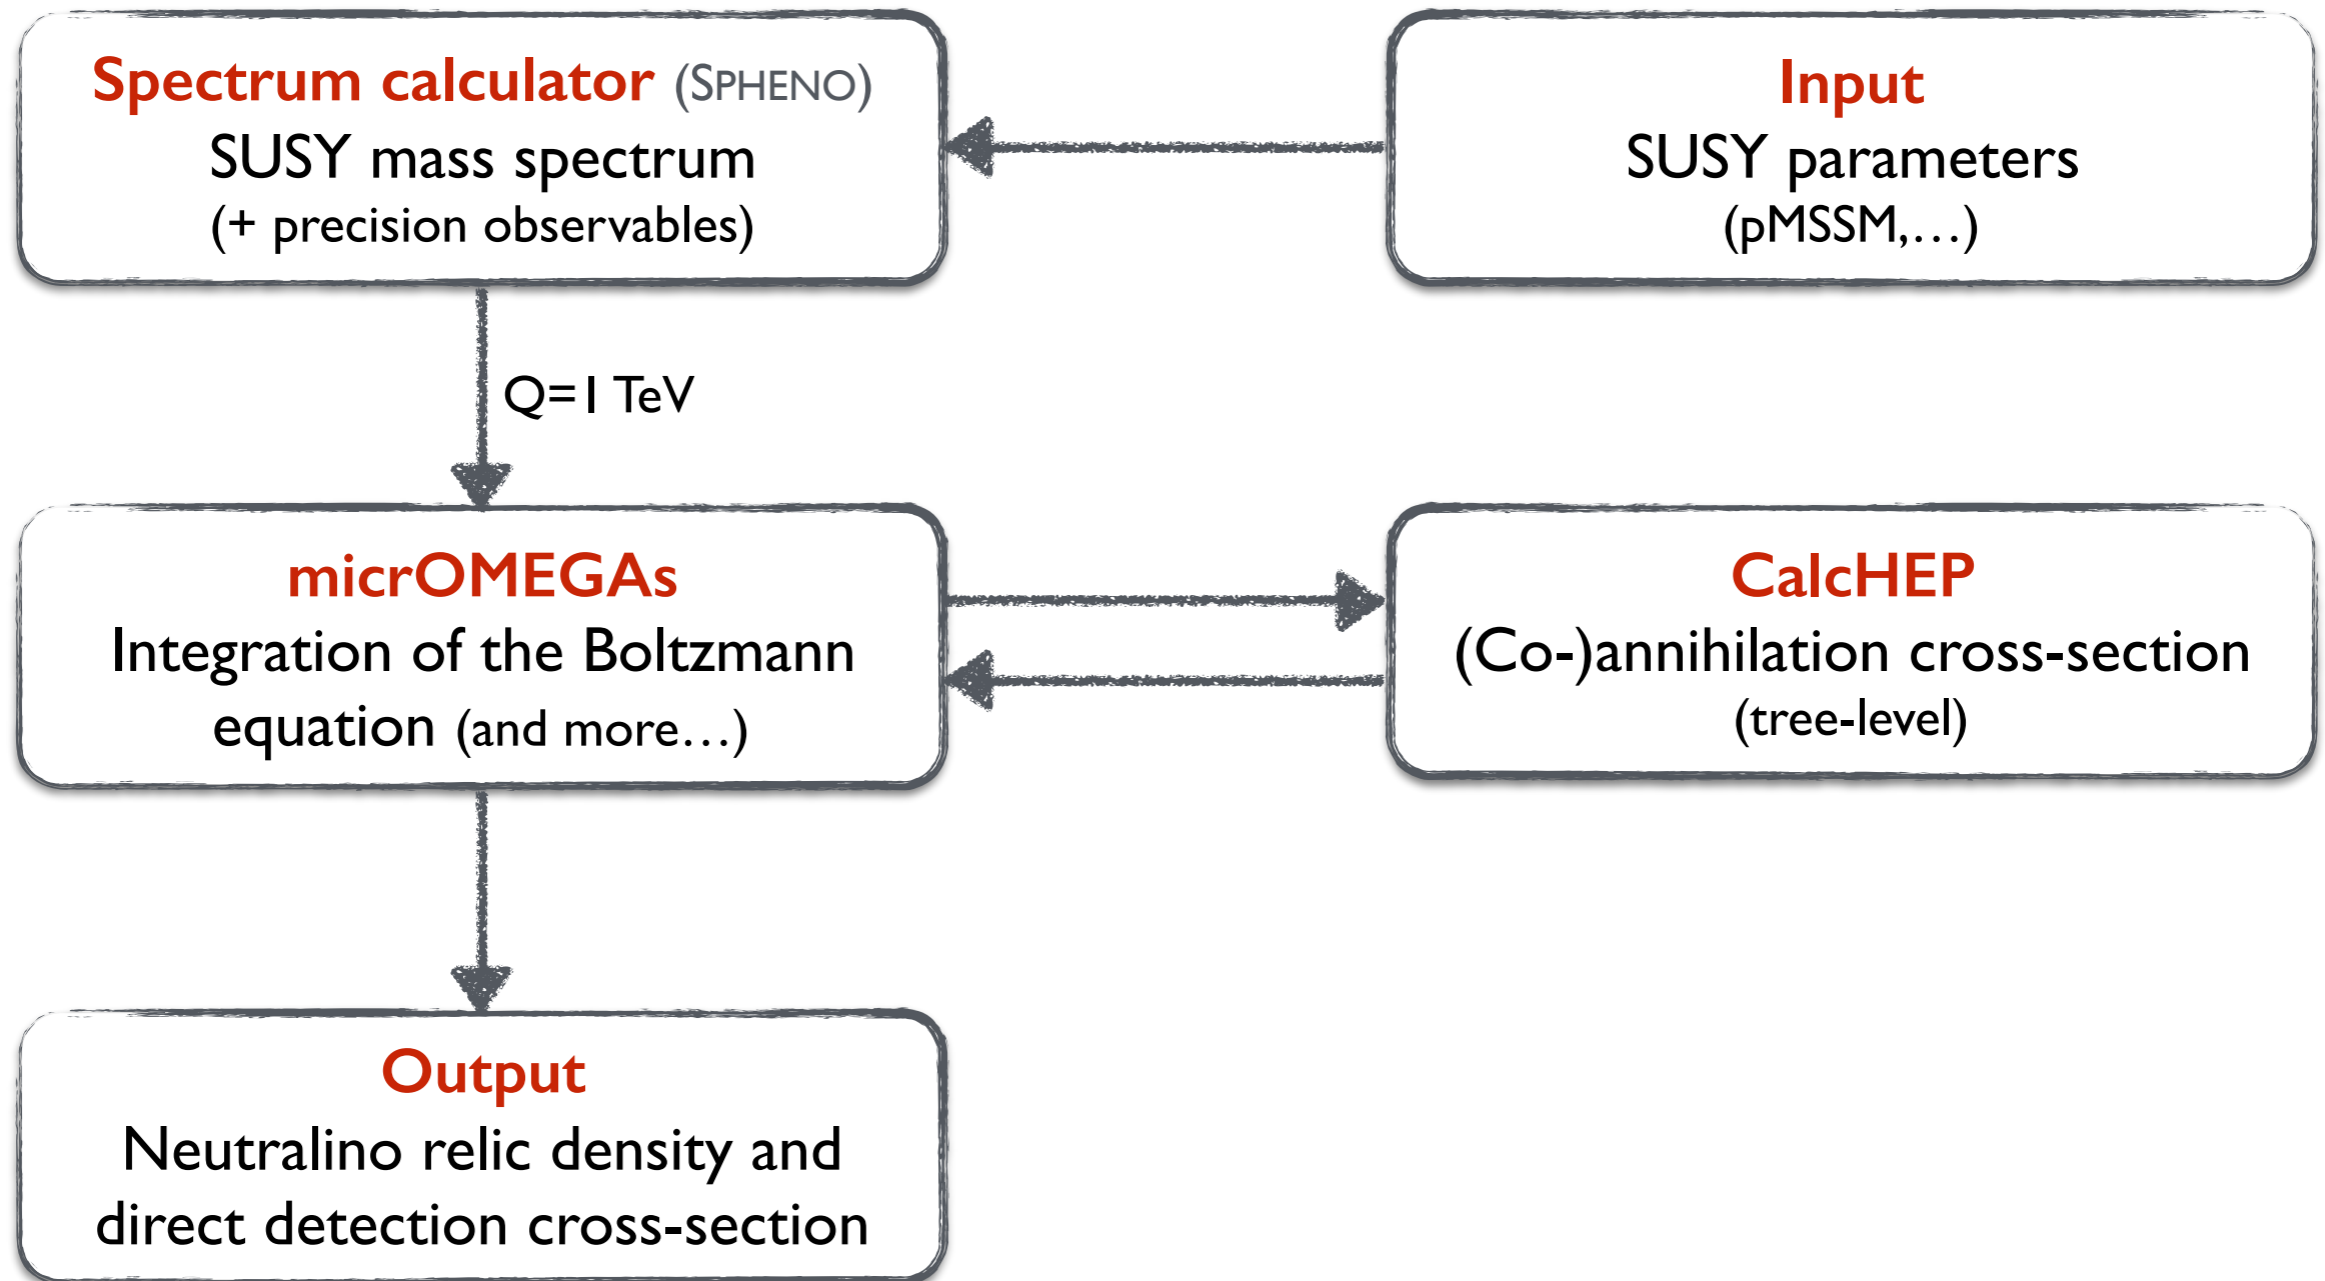 Spectrum calculator (SPHENO)
SUSY mass spectrum
(+ precision observables)
Input
SUSY parameters
(pMSSM,…)
Q=1 TeV
micrOMEGAs
Integration of the Boltzmann
equation (and more…)
CalcHEP
(Co-)annihilation cross-section
(tree-level)
Output
Neutralino relic density and
direct detection cross-section